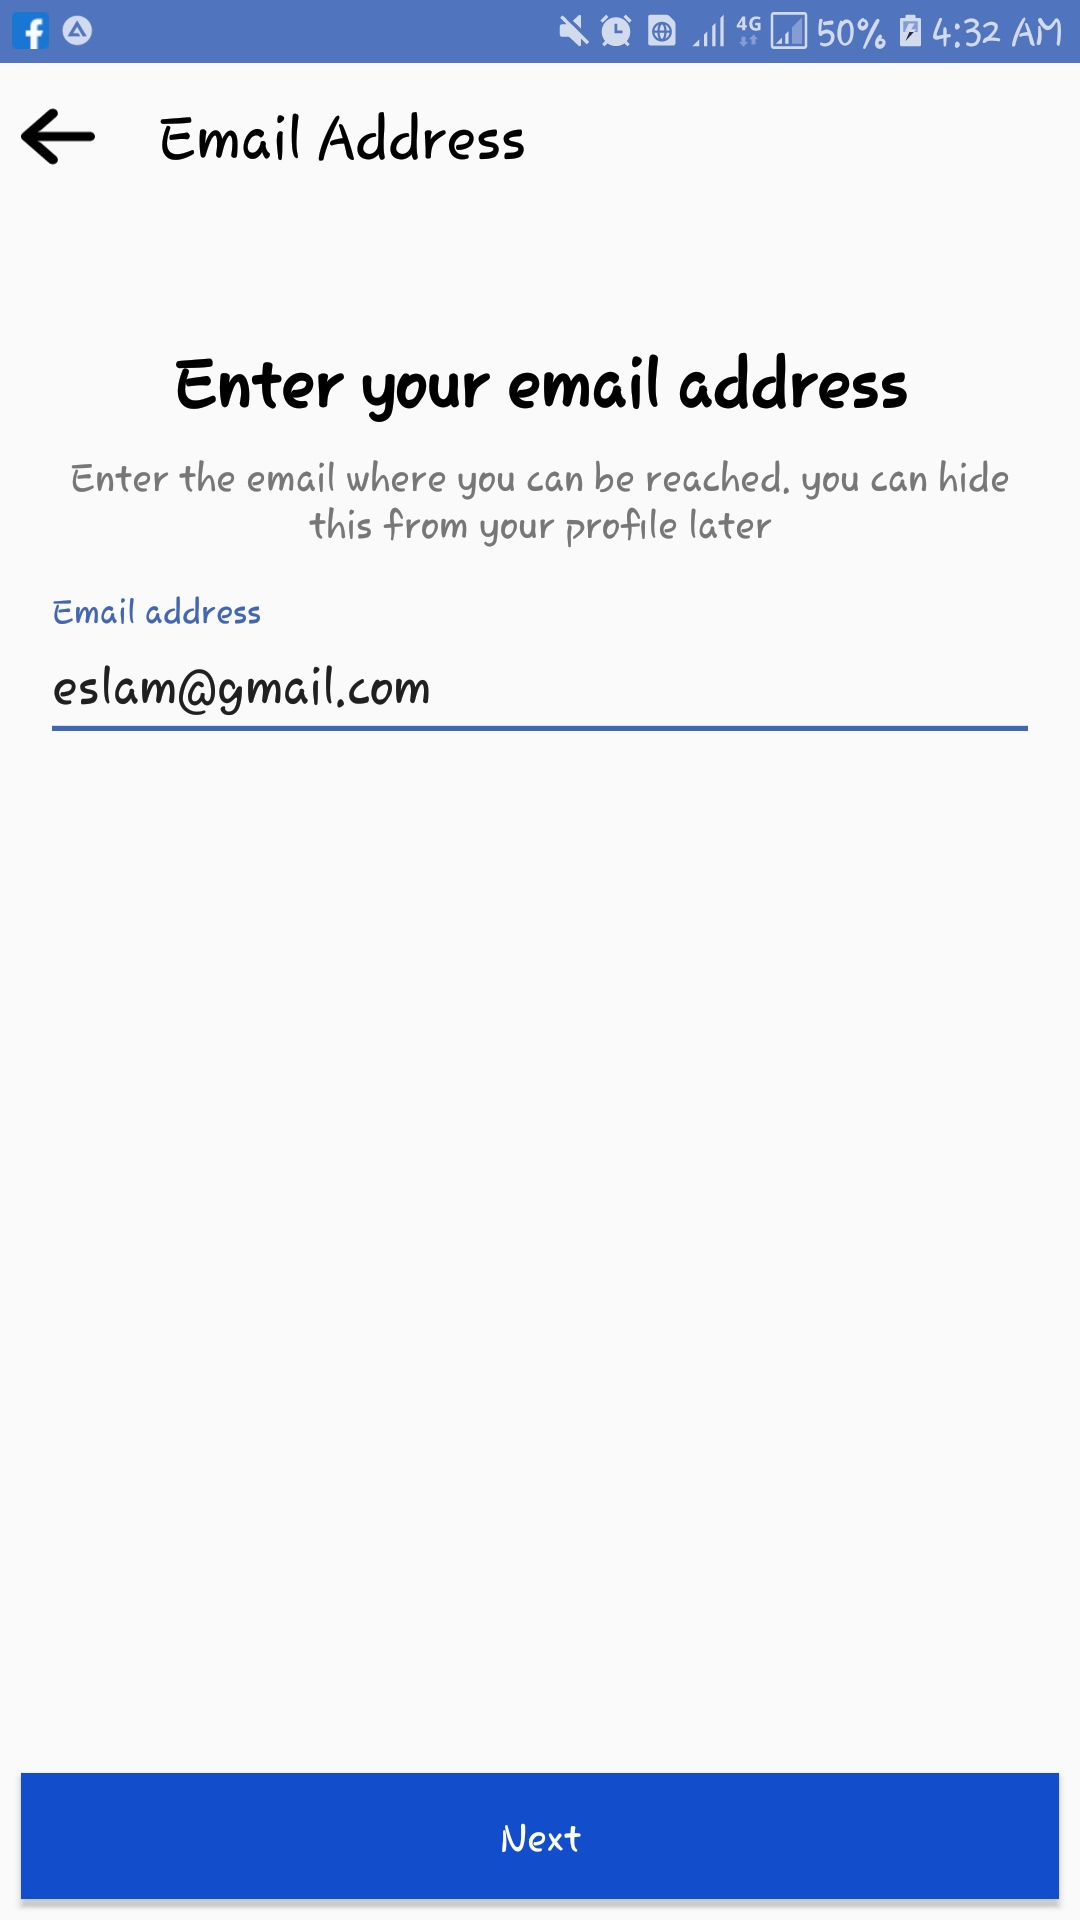 4G 50% 4:32 AM
Email Address
Enter your email address
Enter the email where you can be reached. you can hide
this from your profile later
Email address
eslam@gmail.com
Next